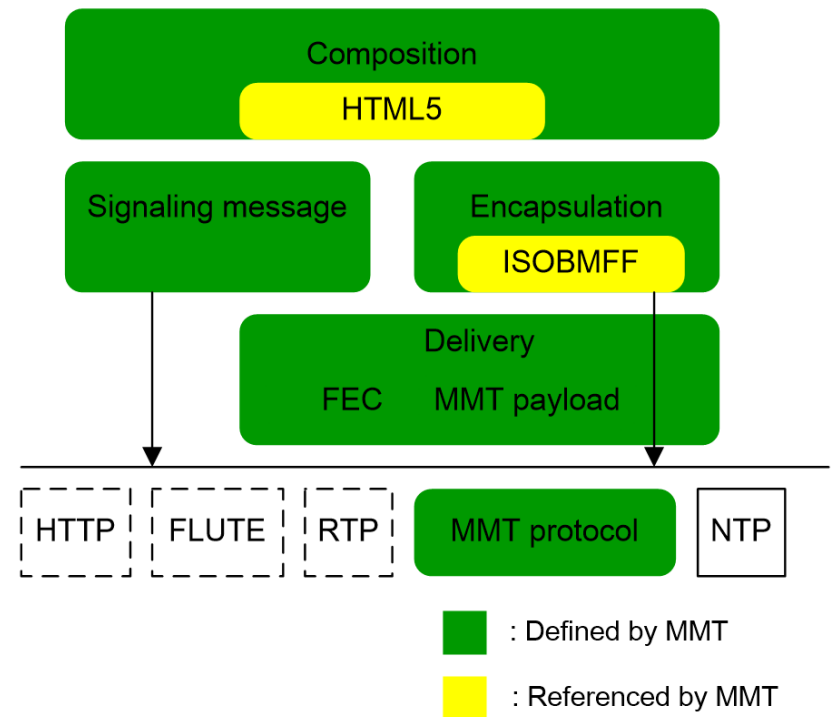 Composition
HTML5
Signaling message
Encapsulation
ISOBMFF
Delivery
FEC MMT payload
HTTP FLUTE RTP MMT protocol NTP
: Defined by MMT
: Referenced by MMT